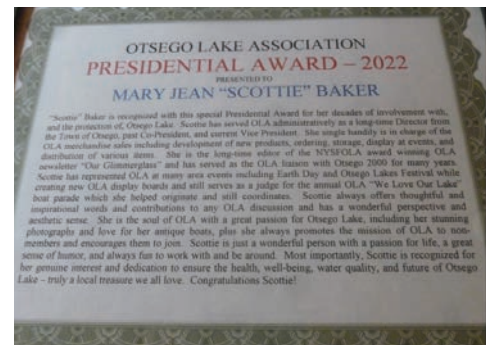 OTSEGO LAKE ASSOCIATION
PRESIDENTIAL AWARD – 2022
PRESENTED TO
MARY JEAN "SCOTTIE" BAKER
"Scottie" Baker is recognized with this special Presidential Award for her decades of involvement with,
and the protection of, Otsego Lake. Scottie has served OLA administratively as a long-time Director from
the Town of Otsego, past Co-President, and current Vice President. She single handily is in charge of the
OLA merchandise sales including development of new products, ordering, storage, display at events, and
distribution of various items. She is the long-time editor of the NYSFOLA award winning OLA
newsletter "Our Glimmerglass" and has served as the OLA liaison with Otsego 2000 for many years.
Scottie has represented OLA at many area events including Earth Day and Otsego Lakes Festival while
creating new OLA display boards and still serves as a judge for the annual OLA "We Love Our Lake"
boat parade which she helped originate and still coordinates. Scottie always offers thoughtful and
inspirational words and contributions to any OLA discussion and has a wonderful perspective and
aesthetic sense. She is the soul of OLA with a great passion for Otsego Lake, including her stunning
photographs and love for her antique boats, plus she always promotes the mission of OLA to non-
members and encourages them to join. Scottie is just a wonderful person with a passion for life, a great
sense of humor, and always fun to work with and be around. Most importantly, Scottie is recognized for
her genuine interest and dedication to ensure the health, well-being, water quality, and future of Otsego
Lake – truly a local treasure we all love. Congratulations Scottie!